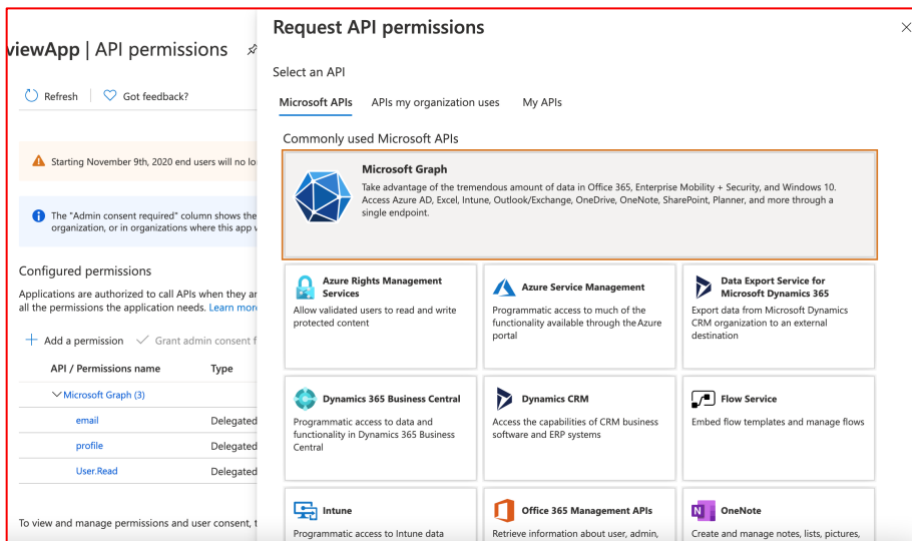 viewApp | API permissions
Refresh
Got feedback?
Starting November 9th, 2020 end users will no lo
The "Admin consent required" column shows the
organization, or in organizations where this app
Configured permissions
Applications are authorized to call APIs when they ar
all the permissions the application needs. Learn more
Add a permission
Grant admin consent f
API / Permissions name
Type
Microsoft Graph (3)
email
Delegated
profile
Delegated
User.Read
Delegated
To view and manage permissions and user consent, t
Request API permissions
Select an API
Microsoft APIs
APIs my organization uses
My APIs
Commonly used Microsoft APIs
Microsoft Graph
Take advantage of the tremendous amount of data in Office 365, Enterprise Mobility + Security, and Windows 10.
Access Azure AD, Excel, Intune, Outlook/Exchange, OneDrive, OneNote, SharePoint, Planner, and more through a
single endpoint.
Azure Rights Management
Services
Allow validated users to read and write
protected content
Azure Service Management
Programmatic access to much of the
functionality available through the Azure
portal
Data Export Service for
Microsoft Dynamics 365
Export data from Microsoft Dynamics
CRM organization to an external
destination
Dynamics 365 Business Central
Programmatic access to data and
functionality in Dynamics 365 Business
Central
Dynamics CRM
Access the capabilities of CRM business
software and ERP systems
Flow Service
Embed flow templates and manage flows
Intune
Programmatic access to Intune data
Office 365 Management APIs
Retrieve information about user, admin,
OneNote
Create and manage notes, lists, pictures,